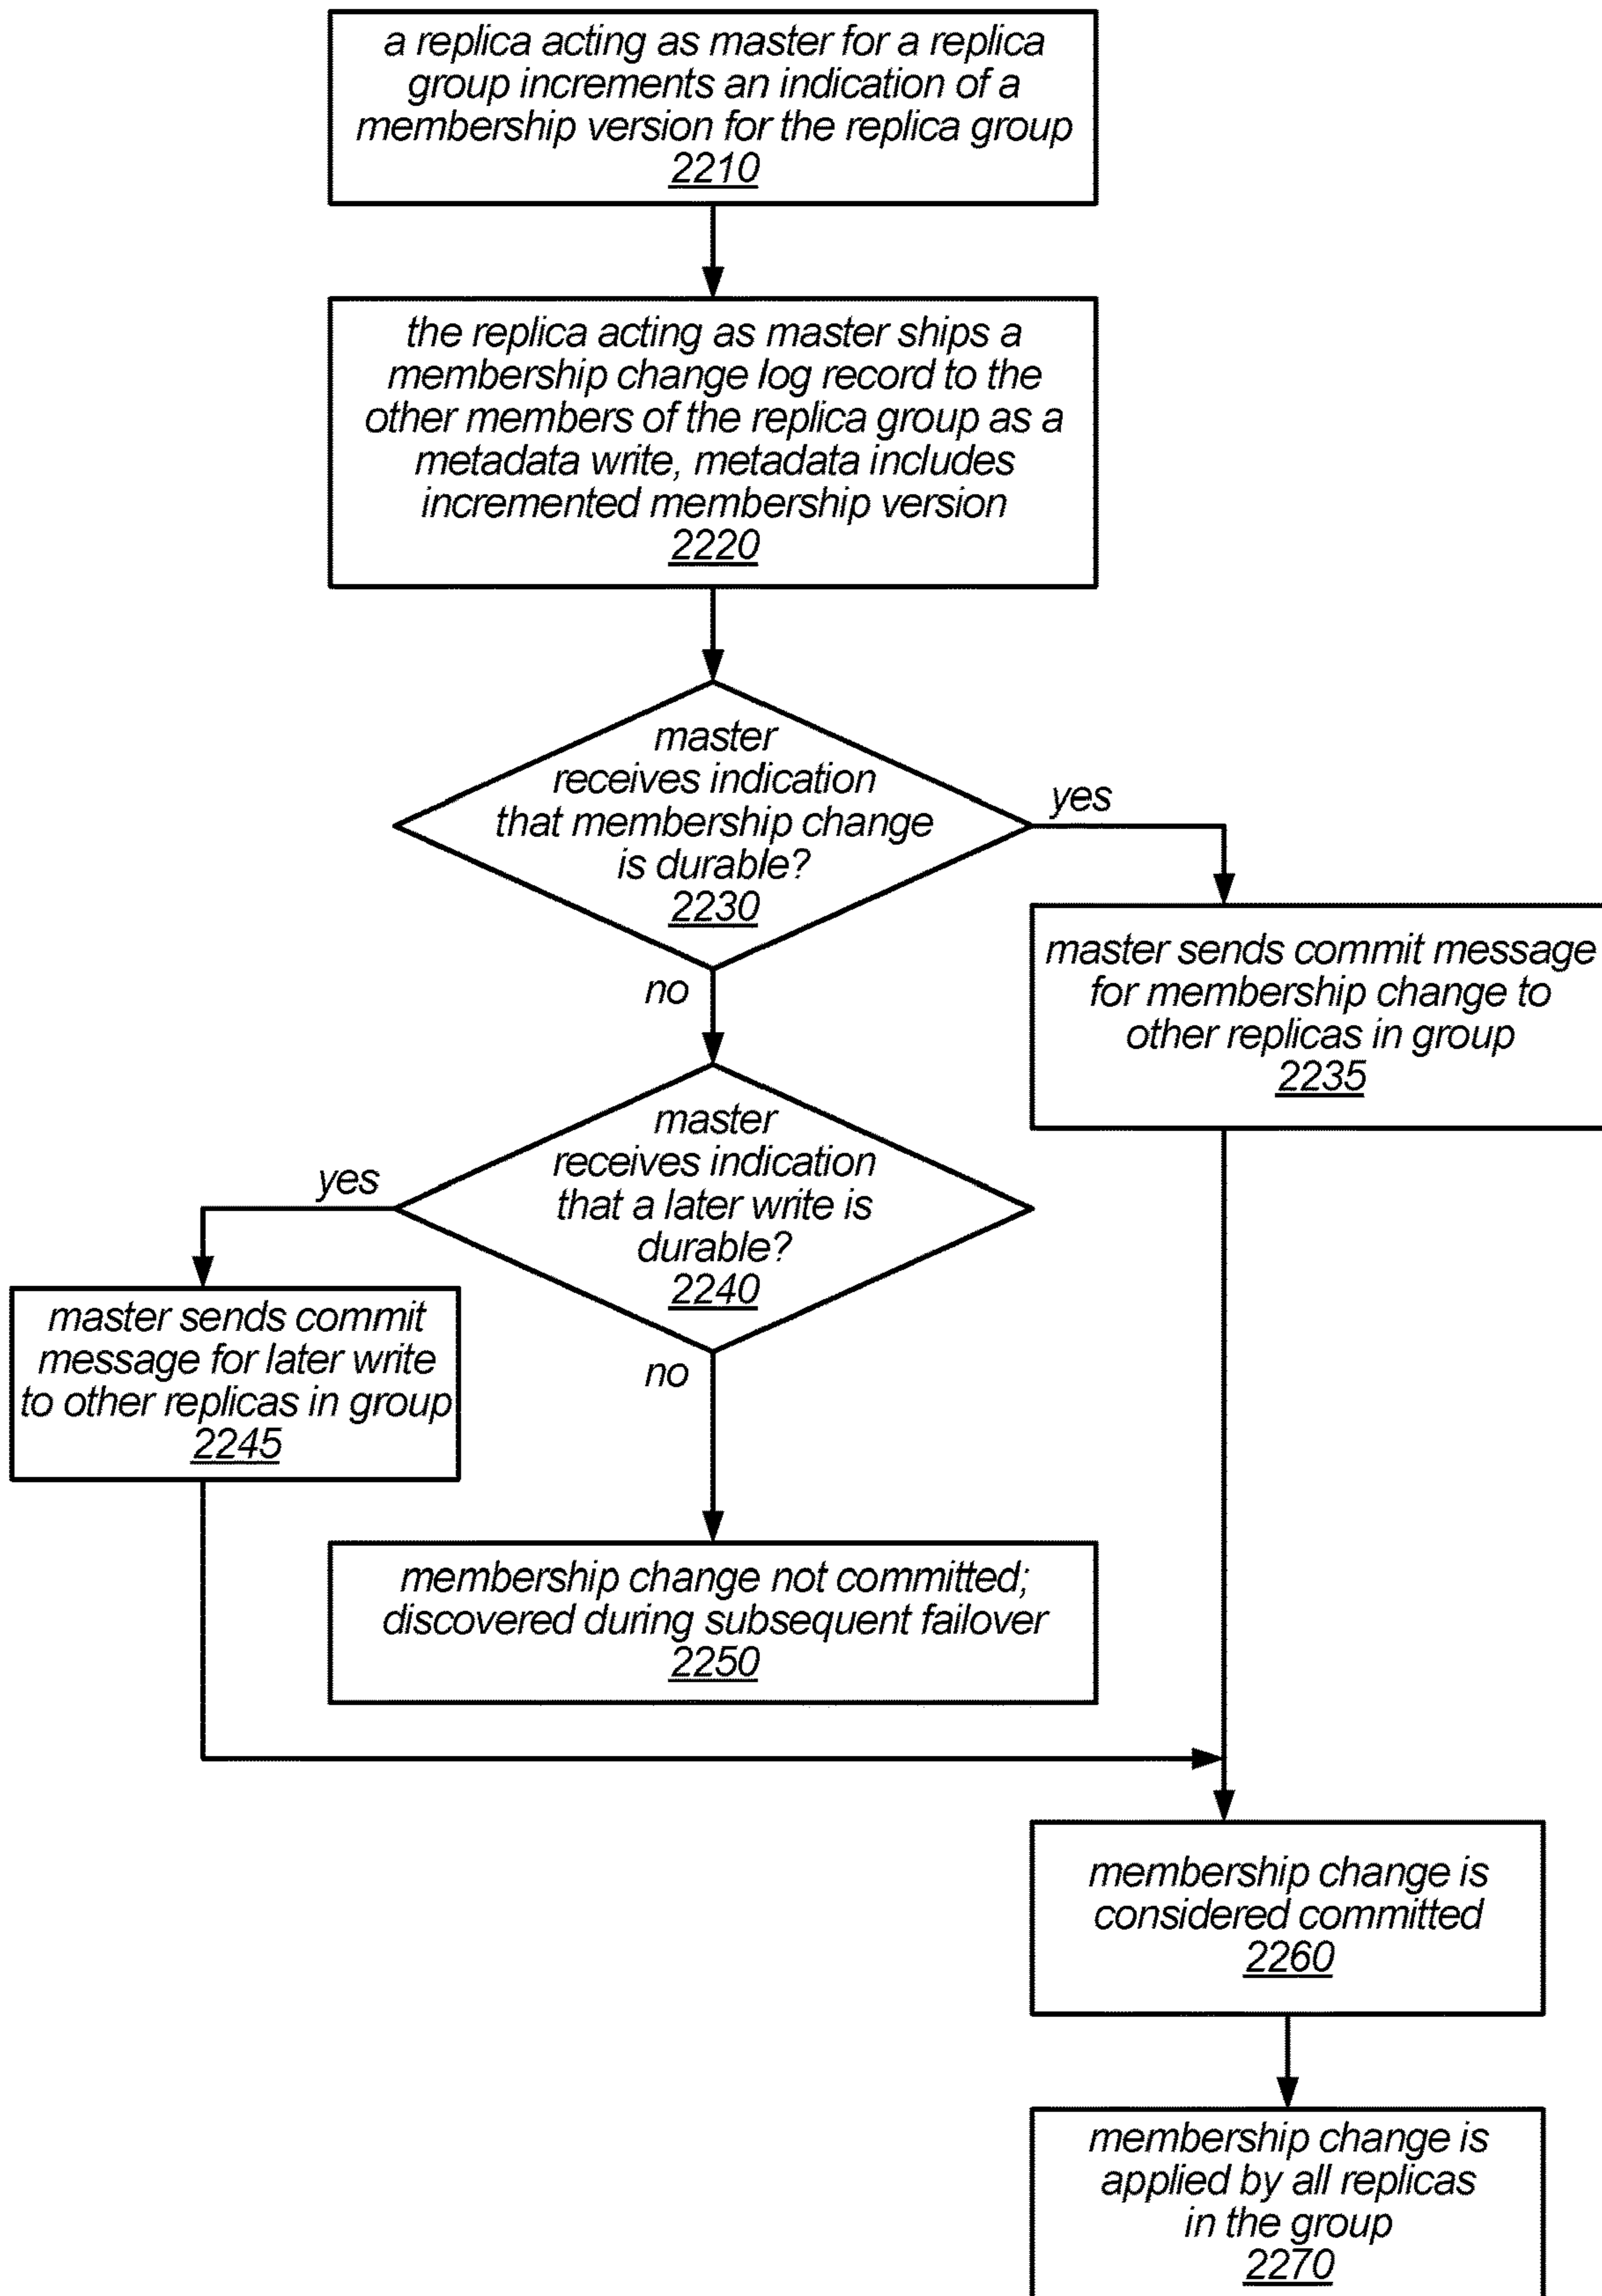 a replica acting as master for a replica
group increments an indication of a
membership version for the replica group
2210
the replica acting as master ships a
membership change log record to the
other members of the replica group as a
metadata write, metadata includes
incremented membership version
2220
master
receives indication
that membership change
is durable?
2230
yes
no
master sends commit message
for membership change to
other replicas in group
2235
master
receives indication
that a later write is
durable?
2240
yes
no
master sends commit
message for later write
to other replicas in group
2245
membership change not committed;
discovered during subsequent failover
2250
membership change is
considered committed
2260
membership change is
applied by all replicas
in the group
2270